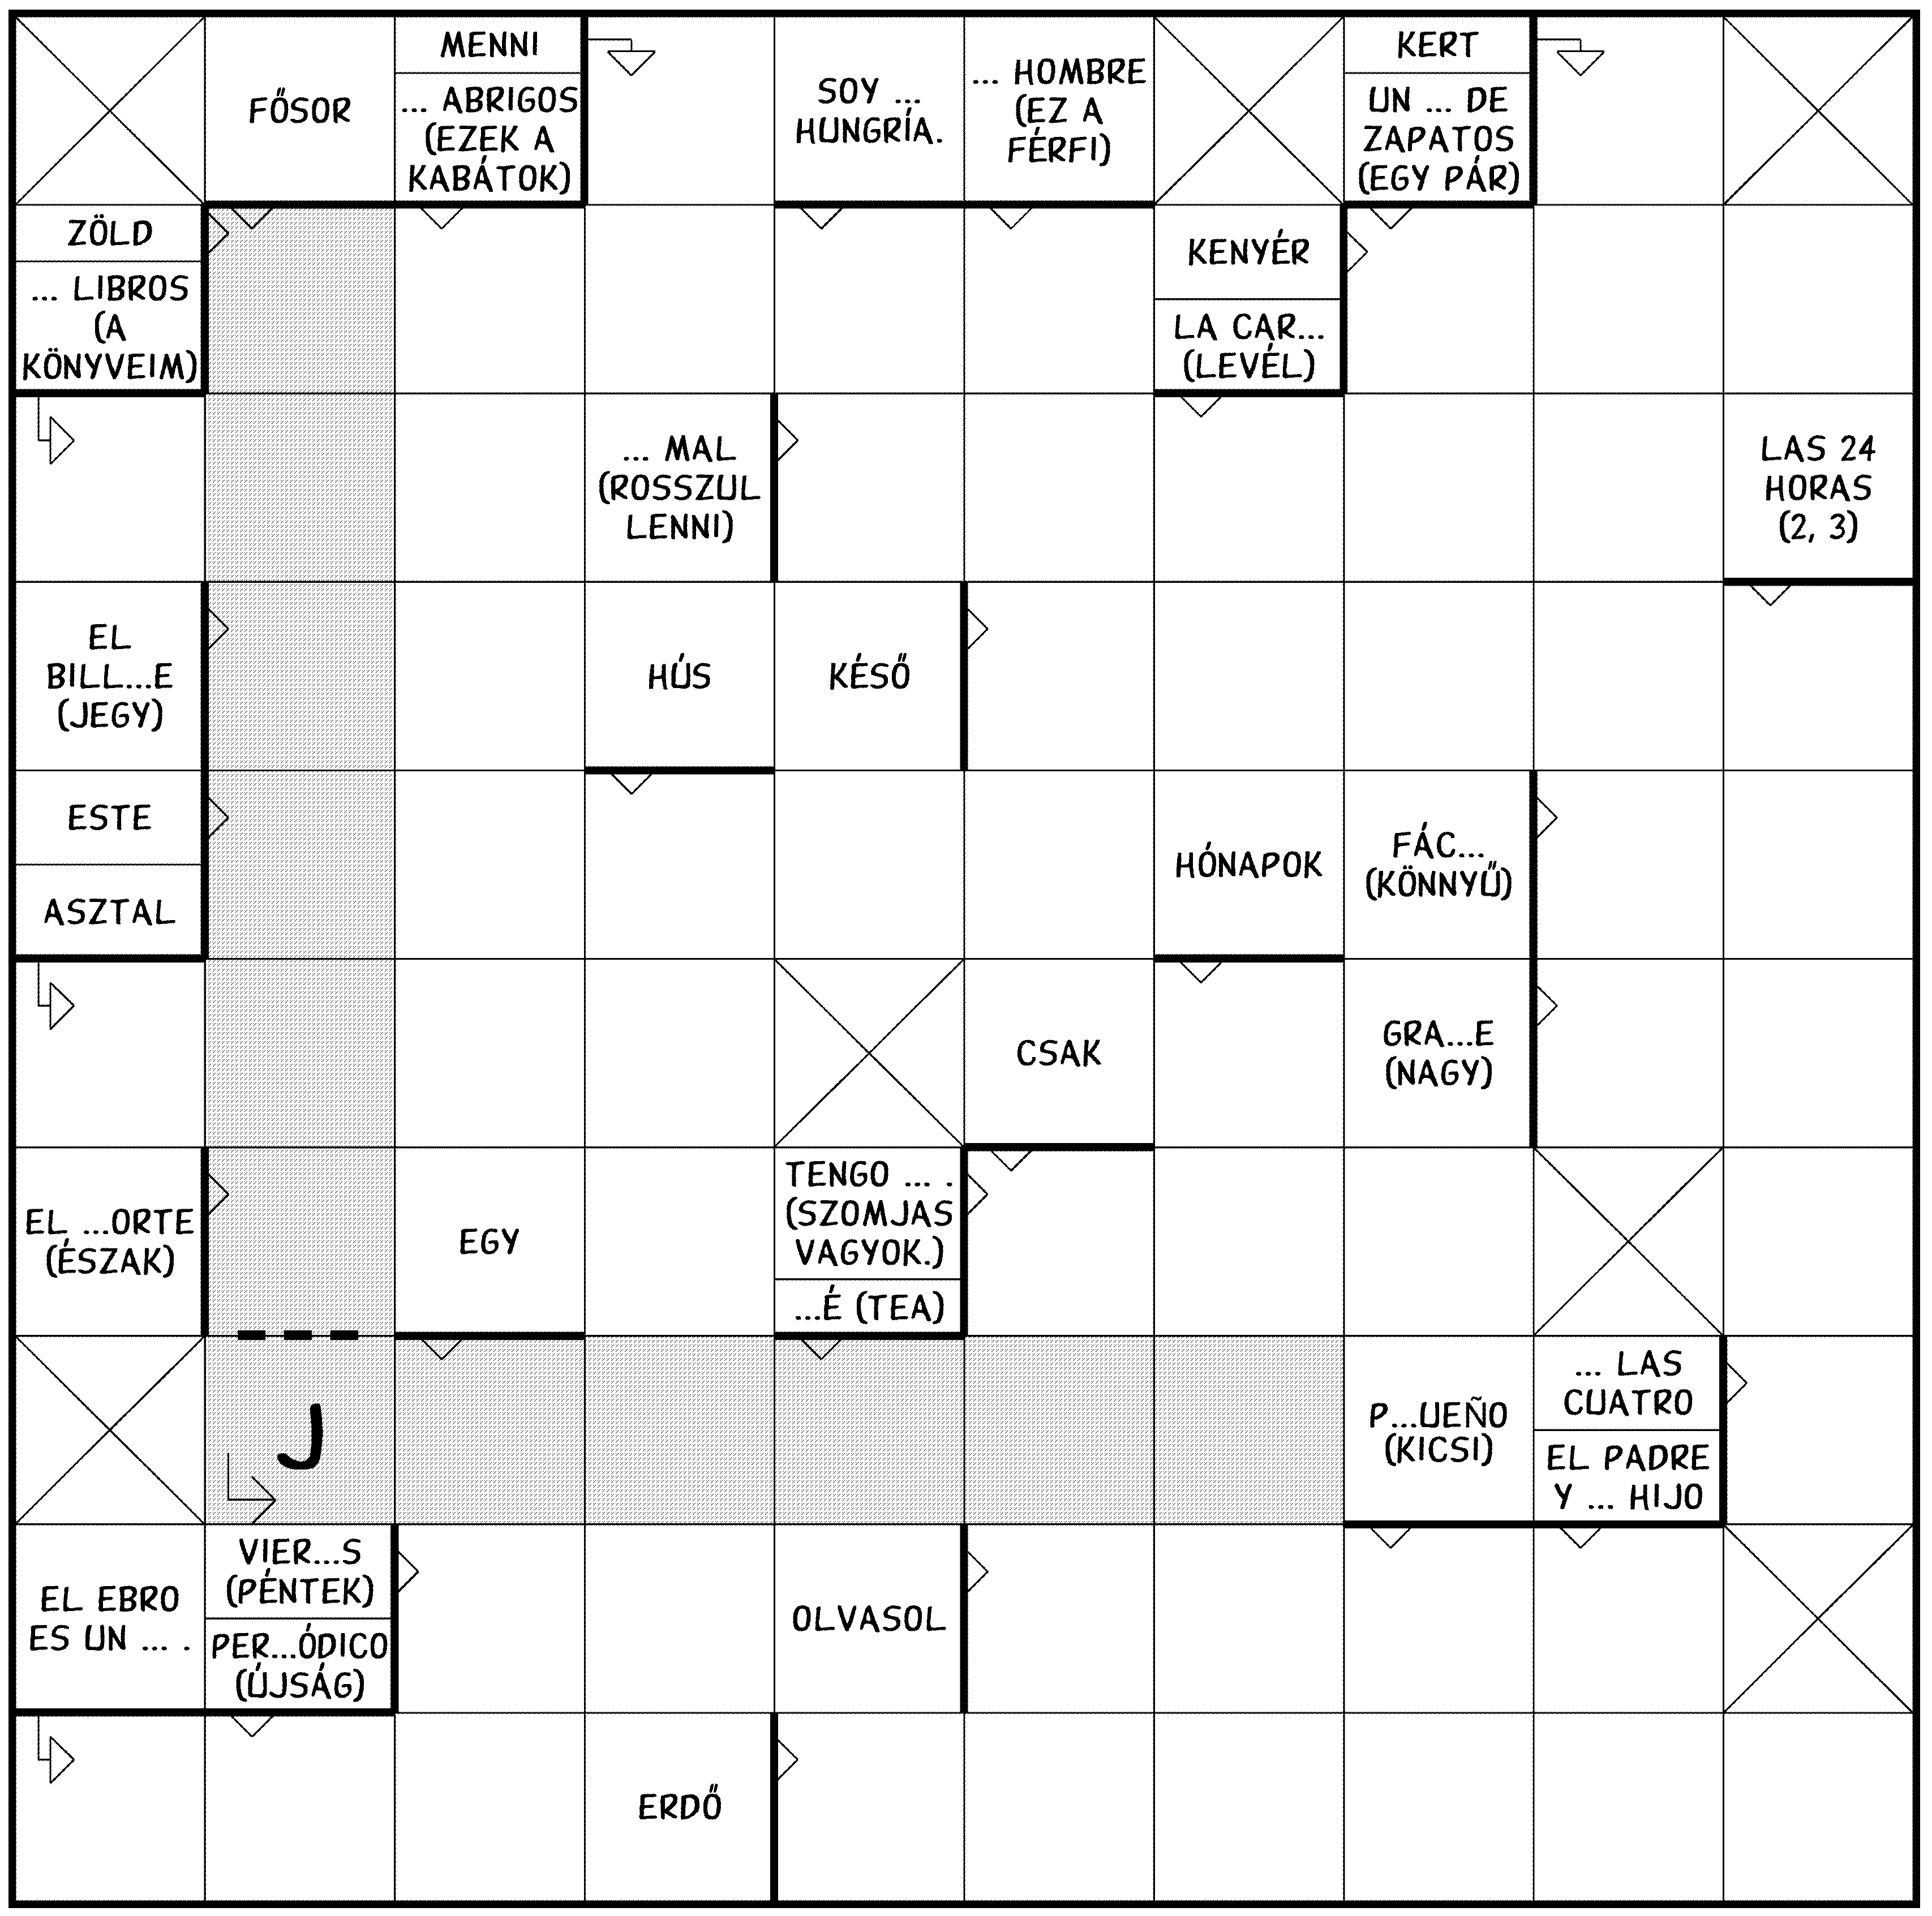 FŐSOR
MENNI
... ABRIGOS
(EZEK A
KABÁTOK)
SOY ...
HUNGRÍA.
... HOMBRE
(EZ A
FÉRFI)
KERT
UN ... DE
ZAPATOS
(EGY PÁR)
ZÖLD
... LIBROS
(A
KÖNYVEIM)
KENYÉR
LA CAR...
(LEVÉL)
... MAL
(ROSSZUL
LENNI)
LAS 24
HORAS
(2, 3)
EL
BILL...E
(JEGY)
HÚS
KÉSŐ
ESTE
ASZTAL
HÓNAPOK
FÁC...
(KÖNNYŰ)
CSAK
GRA...E
(NAGY)
EL ...ORTE
(ÉSZAK)
EGY
TENGO ... .
(SZOMJAS
VAGYOK.)
...É (TEA)
J
P...UEÑO
(KICSI)
... LAS
CUATRO
EL PADRE
Y ... HIJO
EL EBRO
ES UN ... .
VIER...S
(PÉNTEK)
PER...ÓDICO
(ÚJSÁG)
OLVASOL
ERDŐ